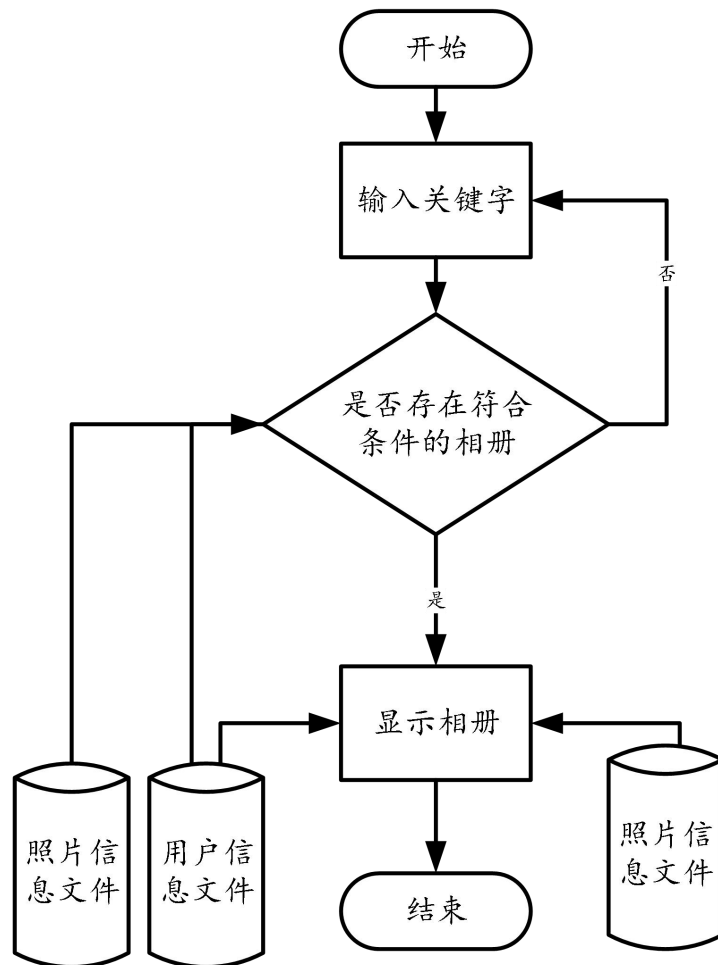 开始
输入关键字
否
是否存在符合
条件的相册
是
显示相册
照片信
息文件
用户信
息文件
照片信
息文件
结束